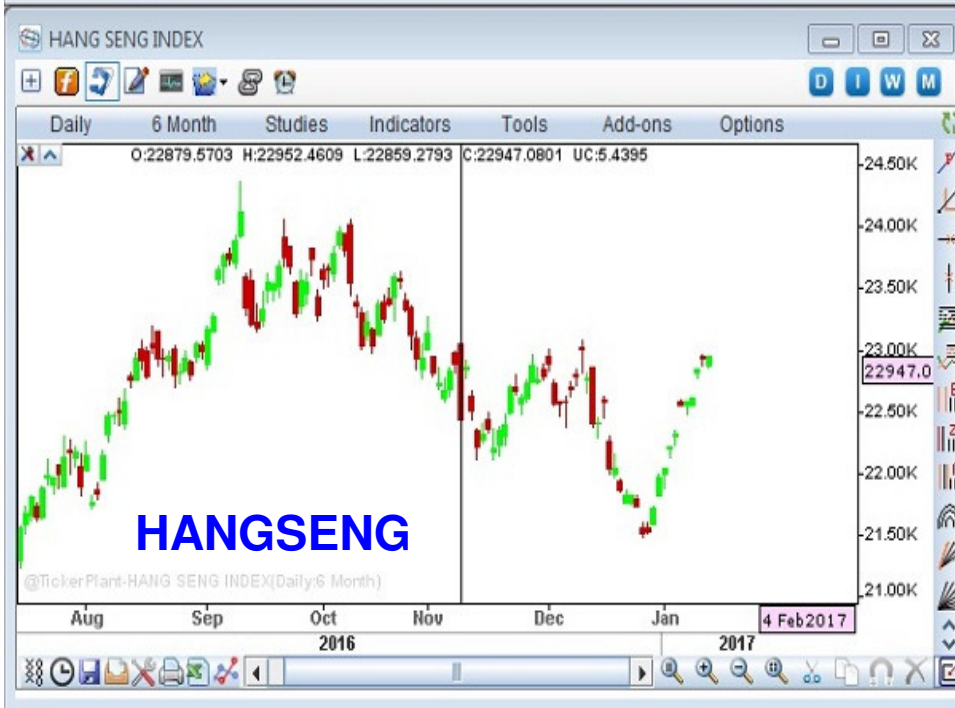 HANG SENG INDEX
D I W M
Daily 6 Month Studies Indicators Tools Add-ons Options
O:22879.5703 H:22952.4609 L:22859.2793 C:22947.0801 UC:5.4395
24.50K
24.00K
23.50K
23.00K
22947.0
22.50K
22.00K
21.50K
21.00K
HANGSENG
@TickerPlant-HANG SENG INDEX(Daily:6 Month)
Aug Sep Oct Nov Dec Jan 4 Feb2017
2016 2017